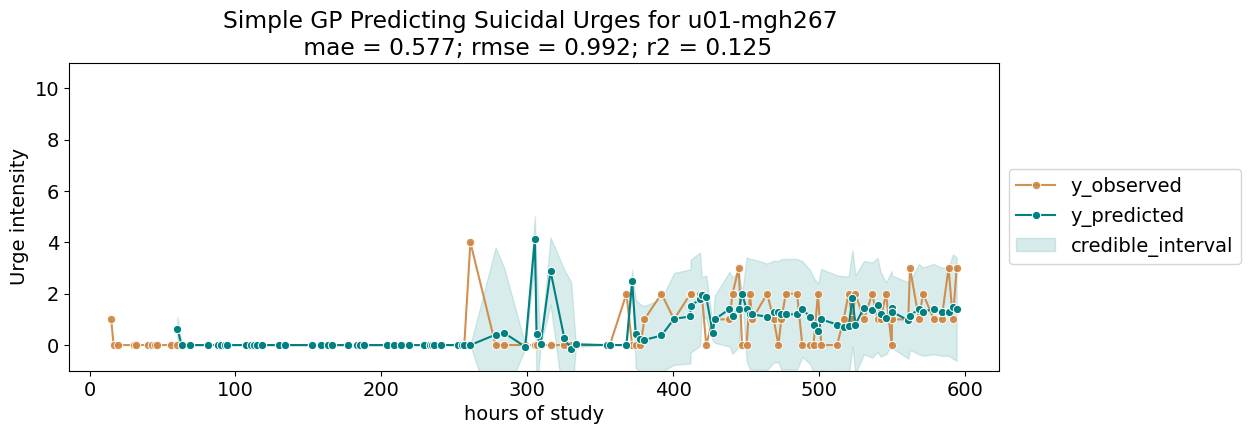 Simple GP Predicting Suicidal Urges for u01-mgh267
mae = 0.577; rmse = 0.992; r2 = 0.125
Urge intensity
10
8
6
4
2
0
0 100 200 300 400 500 600
hours of study
y_observed
y_predicted
credible_interval